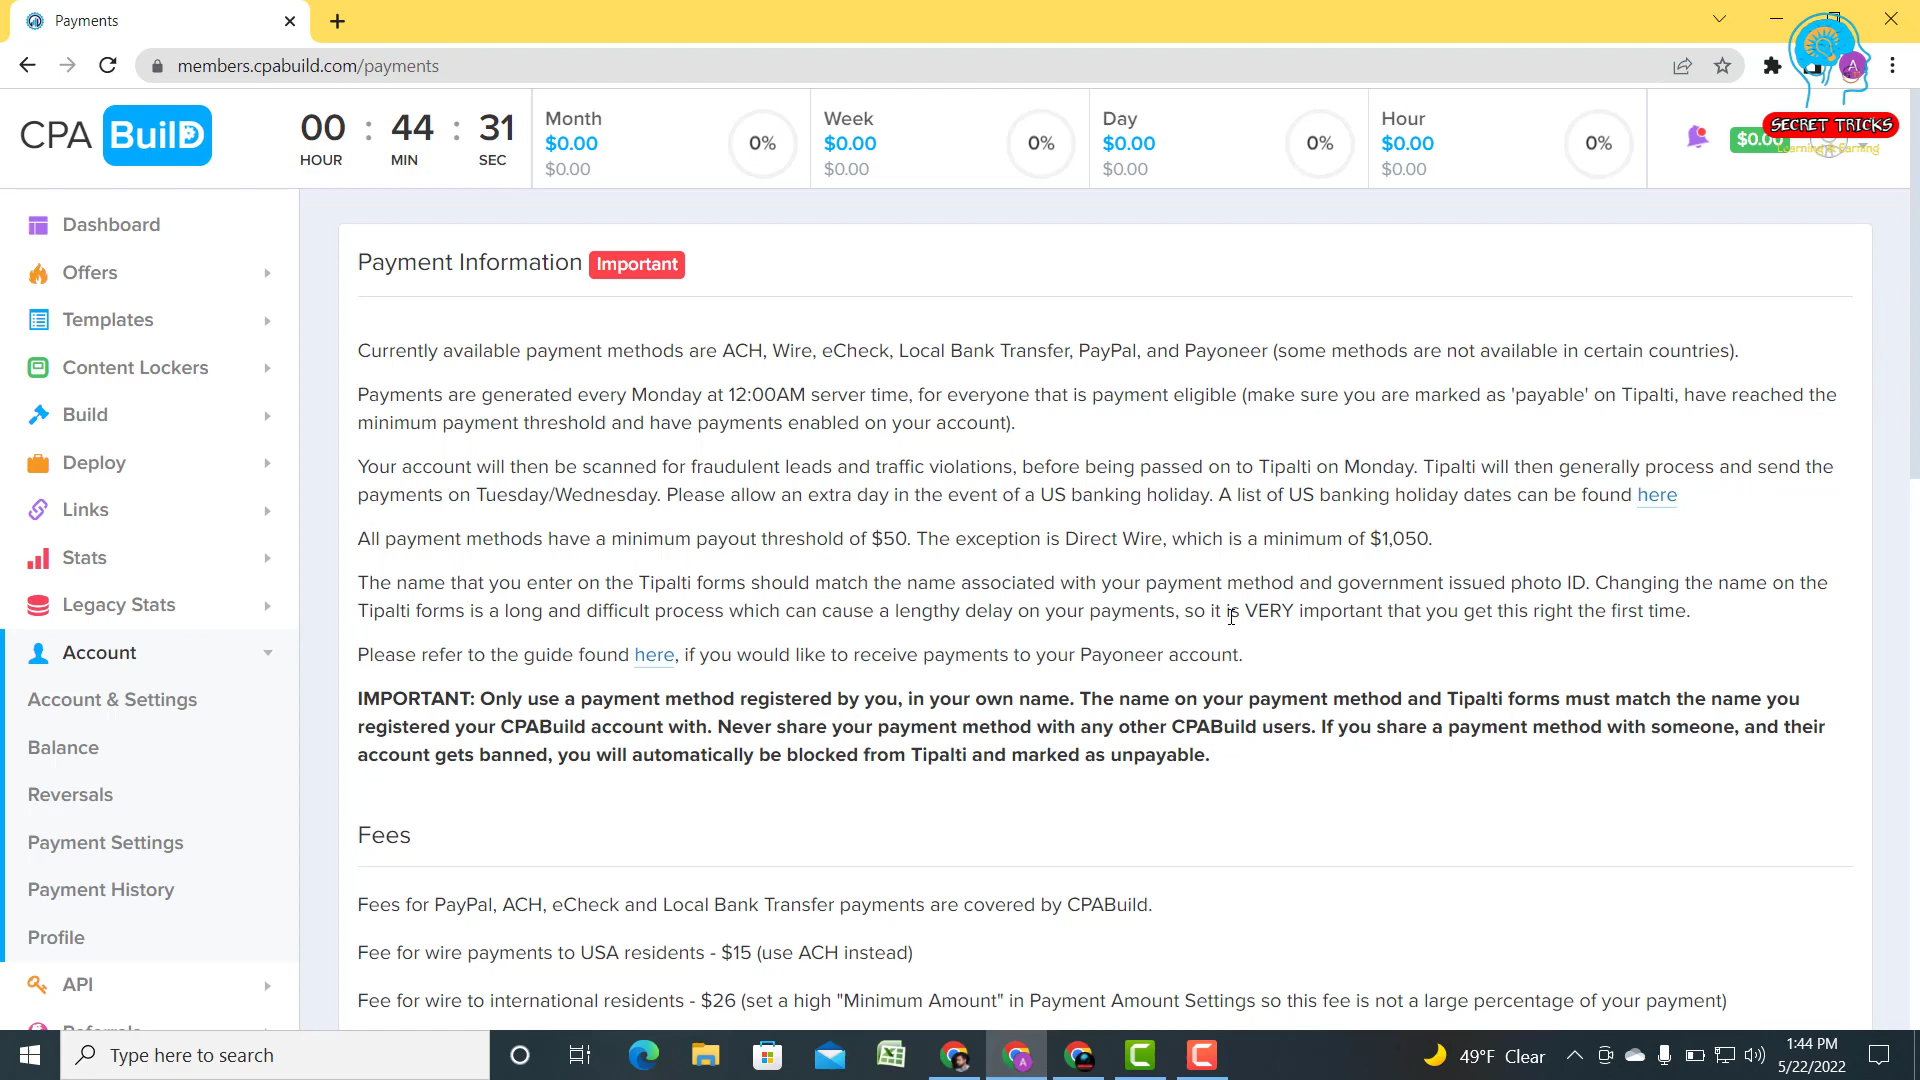 Payments
members.cpabuild.com/payments
CPA BuilD
00 : 44 : 31
HOUR MIN SEC
Month
$0.00
$0.00
0%
Week
$0.00
$0.00
0%
Day
$0.00
$0.00
0%
Hour
$0.00
$0.00
0%
$0.00
A
SECRET TRICKS
Learning & Earning
Dashboard
Offers
Templates
Content Lockers
Build
Deploy
Links
Stats
Legacy Stats
Account
Account & Settings
Balance
Reversals
Payment Settings
Payment History
Profile
API
Referrals
Payment Information Important
Currently available payment methods are ACH, Wire, eCheck, Local Bank Transfer, PayPal, and Payoneer (some methods are not available in certain countries).
Payments are generated every Monday at 12:00AM server time, for everyone that is payment eligible (make sure you are marked as 'payable' on Tipalti, have reached the
minimum payment threshold and have payments enabled on your account).
Your account will then be scanned for fraudulent leads and traffic violations, before being passed on to Tipalti on Monday. Tipalti will then generally process and send the
payments on Tuesday/Wednesday. Please allow an extra day in the event of a US banking holiday. A list of US banking holiday dates can be found here
All payment methods have a minimum payout threshold of $50. The exception is Direct Wire, which is a minimum of $1,050.
The name that you enter on the Tipalti forms should match the name associated with your payment method and government issued photo ID. Changing the name on the
Tipalti forms is a long and difficult process which can cause a lengthy delay on your payments, so it is VERY important that you get this right the first time.
Please refer to the guide found here, if you would like to receive payments to your Payoneer account.
IMPORTANT: Only use a payment method registered by you, in your own name. The name on your payment method and Tipalti forms must match the name you
registered your CPABuild account with. Never share your payment method with any other CPABuild users. If you share a payment method with someone, and their
account gets banned, you will automatically be blocked from Tipalti and marked as unpayable.
Fees
Fees for PayPal, ACH, eCheck and Local Bank Transfer payments are covered by CPABuild.
Fee for wire payments to USA residents - $15 (use ACH instead)
Fee for wire to international residents - $26 (set a high "Minimum Amount" in Payment Amount Settings so this fee is not a large percentage of your payment)
Type here to search
49°F Clear
1:44 PM
5/22/2022